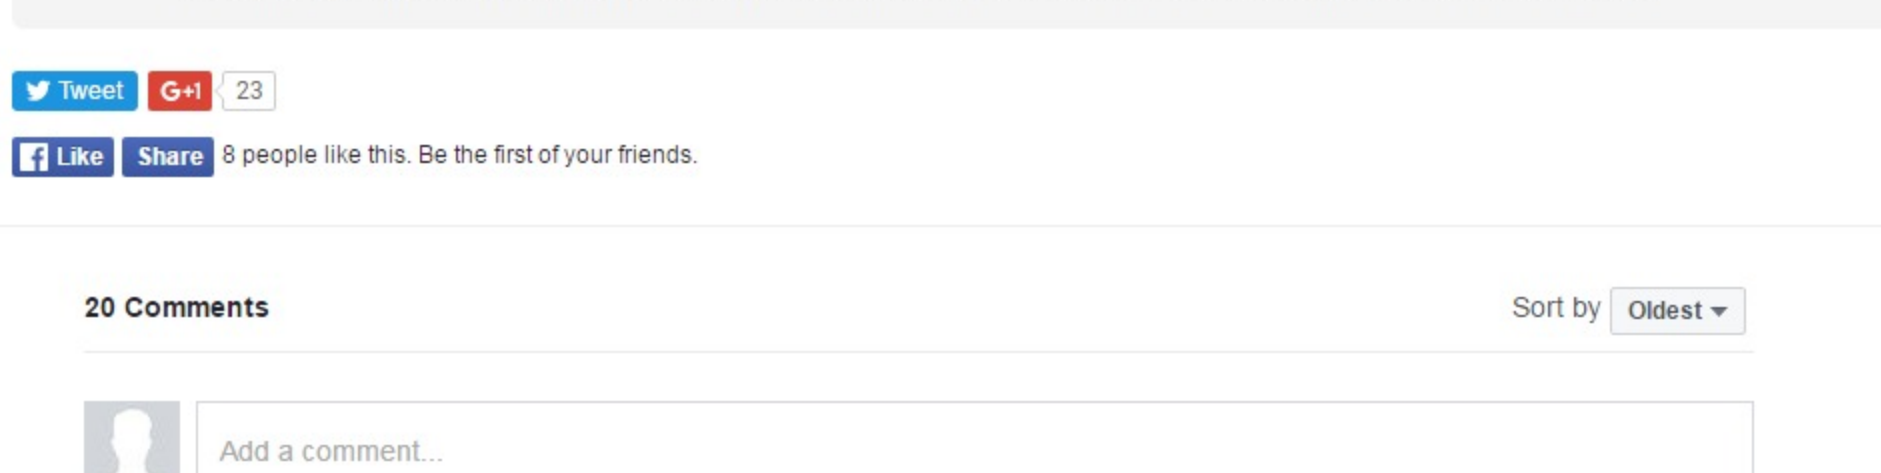 Tweet G+1 23
Like Share 8 people like this. Be the first of your friends.
20 Comments Sort by Oldest
Add a comment...